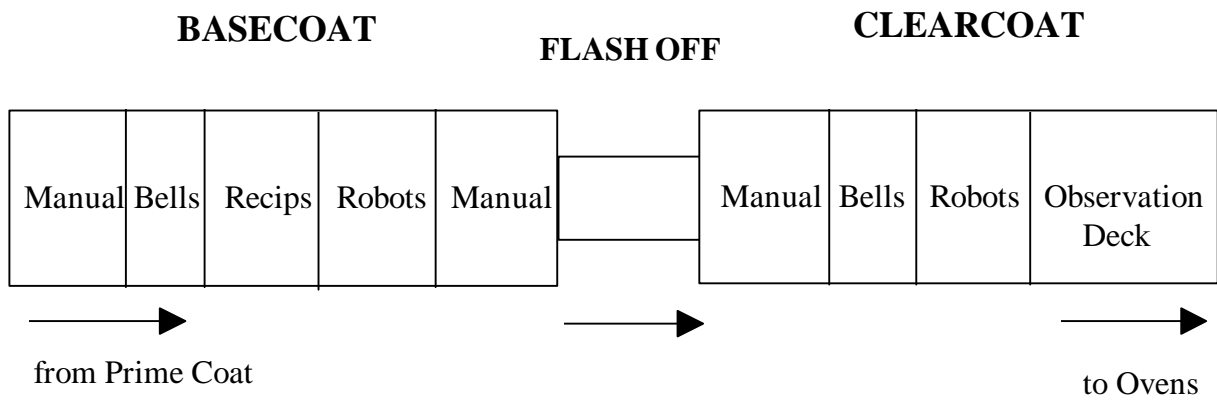 BASECOAT
FLASH OFF
CLEARCOAT
Manual Bells Recips Robots Manual
Manual Bells Robots Observation
Deck
from Prime Coat
to Ovens